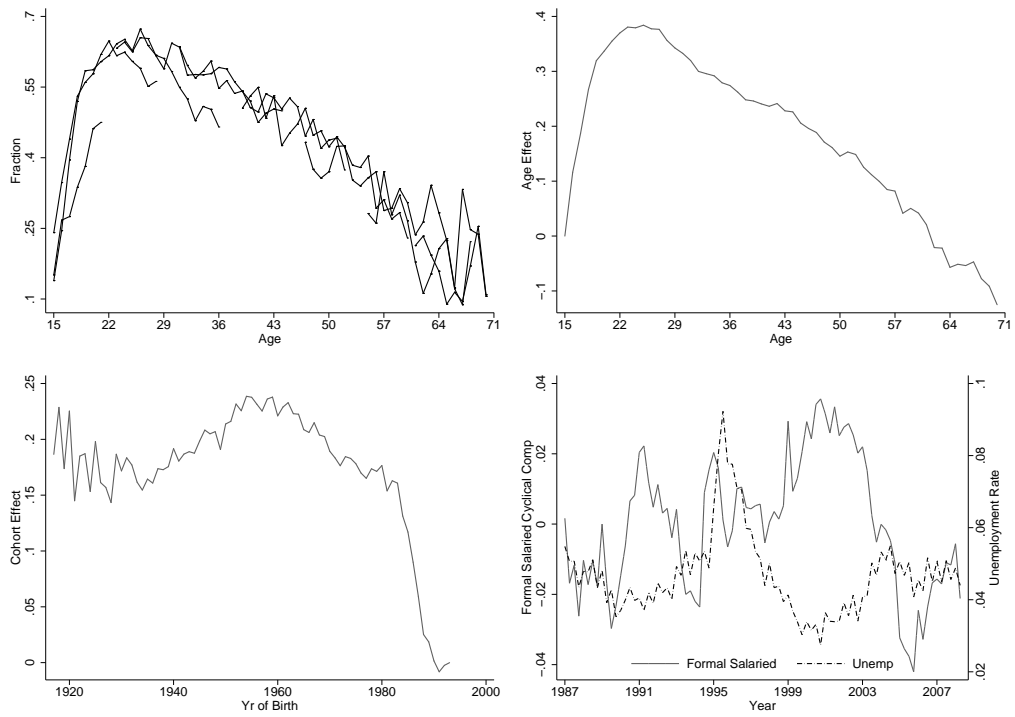 Fraction
.7
.55
.4
.25
.1
15 22 29 36 43 50 57 64 71
Age
Age Effect
.4
.3
.2
.1
0
-.1
15 22 29 36 43 50 57 64 71
Age
Cohort Effect
.25
.2
.15
.1
.05
0
1920 1940 1960 1980 2000
Yr of Birth
Formal Salaried Cyclical Comp
.04
.02
0
-.02
-.04
Unemployment Rate
.1
.08
.06
.04
.02
Formal Salaried Unemp
1987 1991 1995 1999 2003 2007
Year